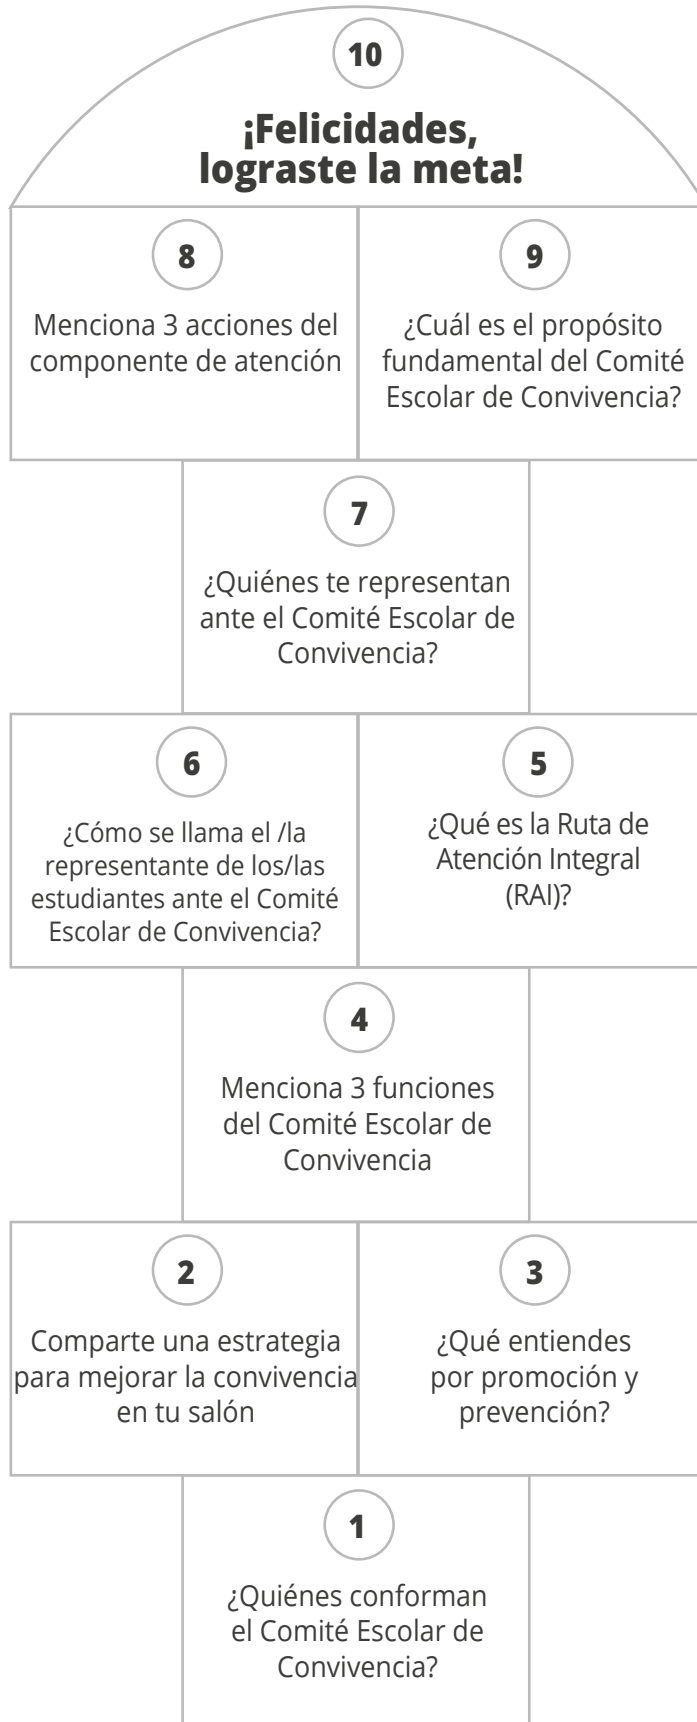 10
¡Felicidades,
lograste la meta!
8
Menciona 3 acciones del
componente de atención
9
¿Cuál es el propósito
fundamental del Comité
Escolar de Convivencia?
7
¿Quiénes te representan
ante el Comité Escolar de
Convivencia?
6
¿Cómo se llama el /la
representante de los/las
estudiantes ante el Comité
Escolar de Convivencia?
5
¿Qué es la Ruta de
Atención Integral
(RAI)?
4
Menciona 3 funciones
del Comité Escolar de
Convivencia
2
Comparte una estrategia
para mejorar la convivencia
en tu salón
3
¿Qué entiendes
por promoción y
prevención?
1
¿Quiénes conforman
el Comité Escolar de
Convivencia?